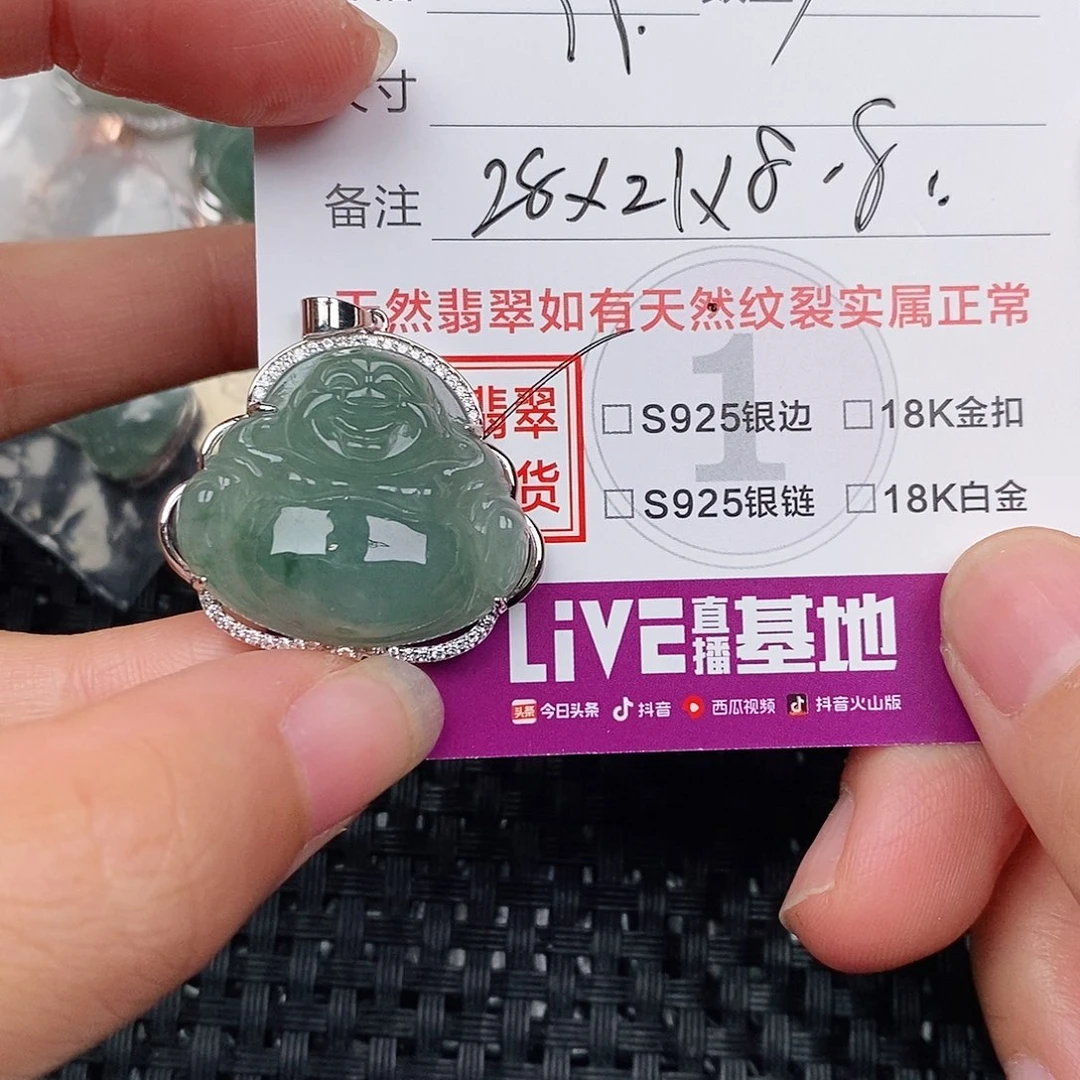 寸
备注 28×21×8.8.
天然翡翠如有天然纹裂实属正常
1
翡翠
货
□S925银边 □18K金扣
□S925银链 □18K白金
LiVE直播基地
头条 今日头条 抖音 西瓜视频 抖音火山版